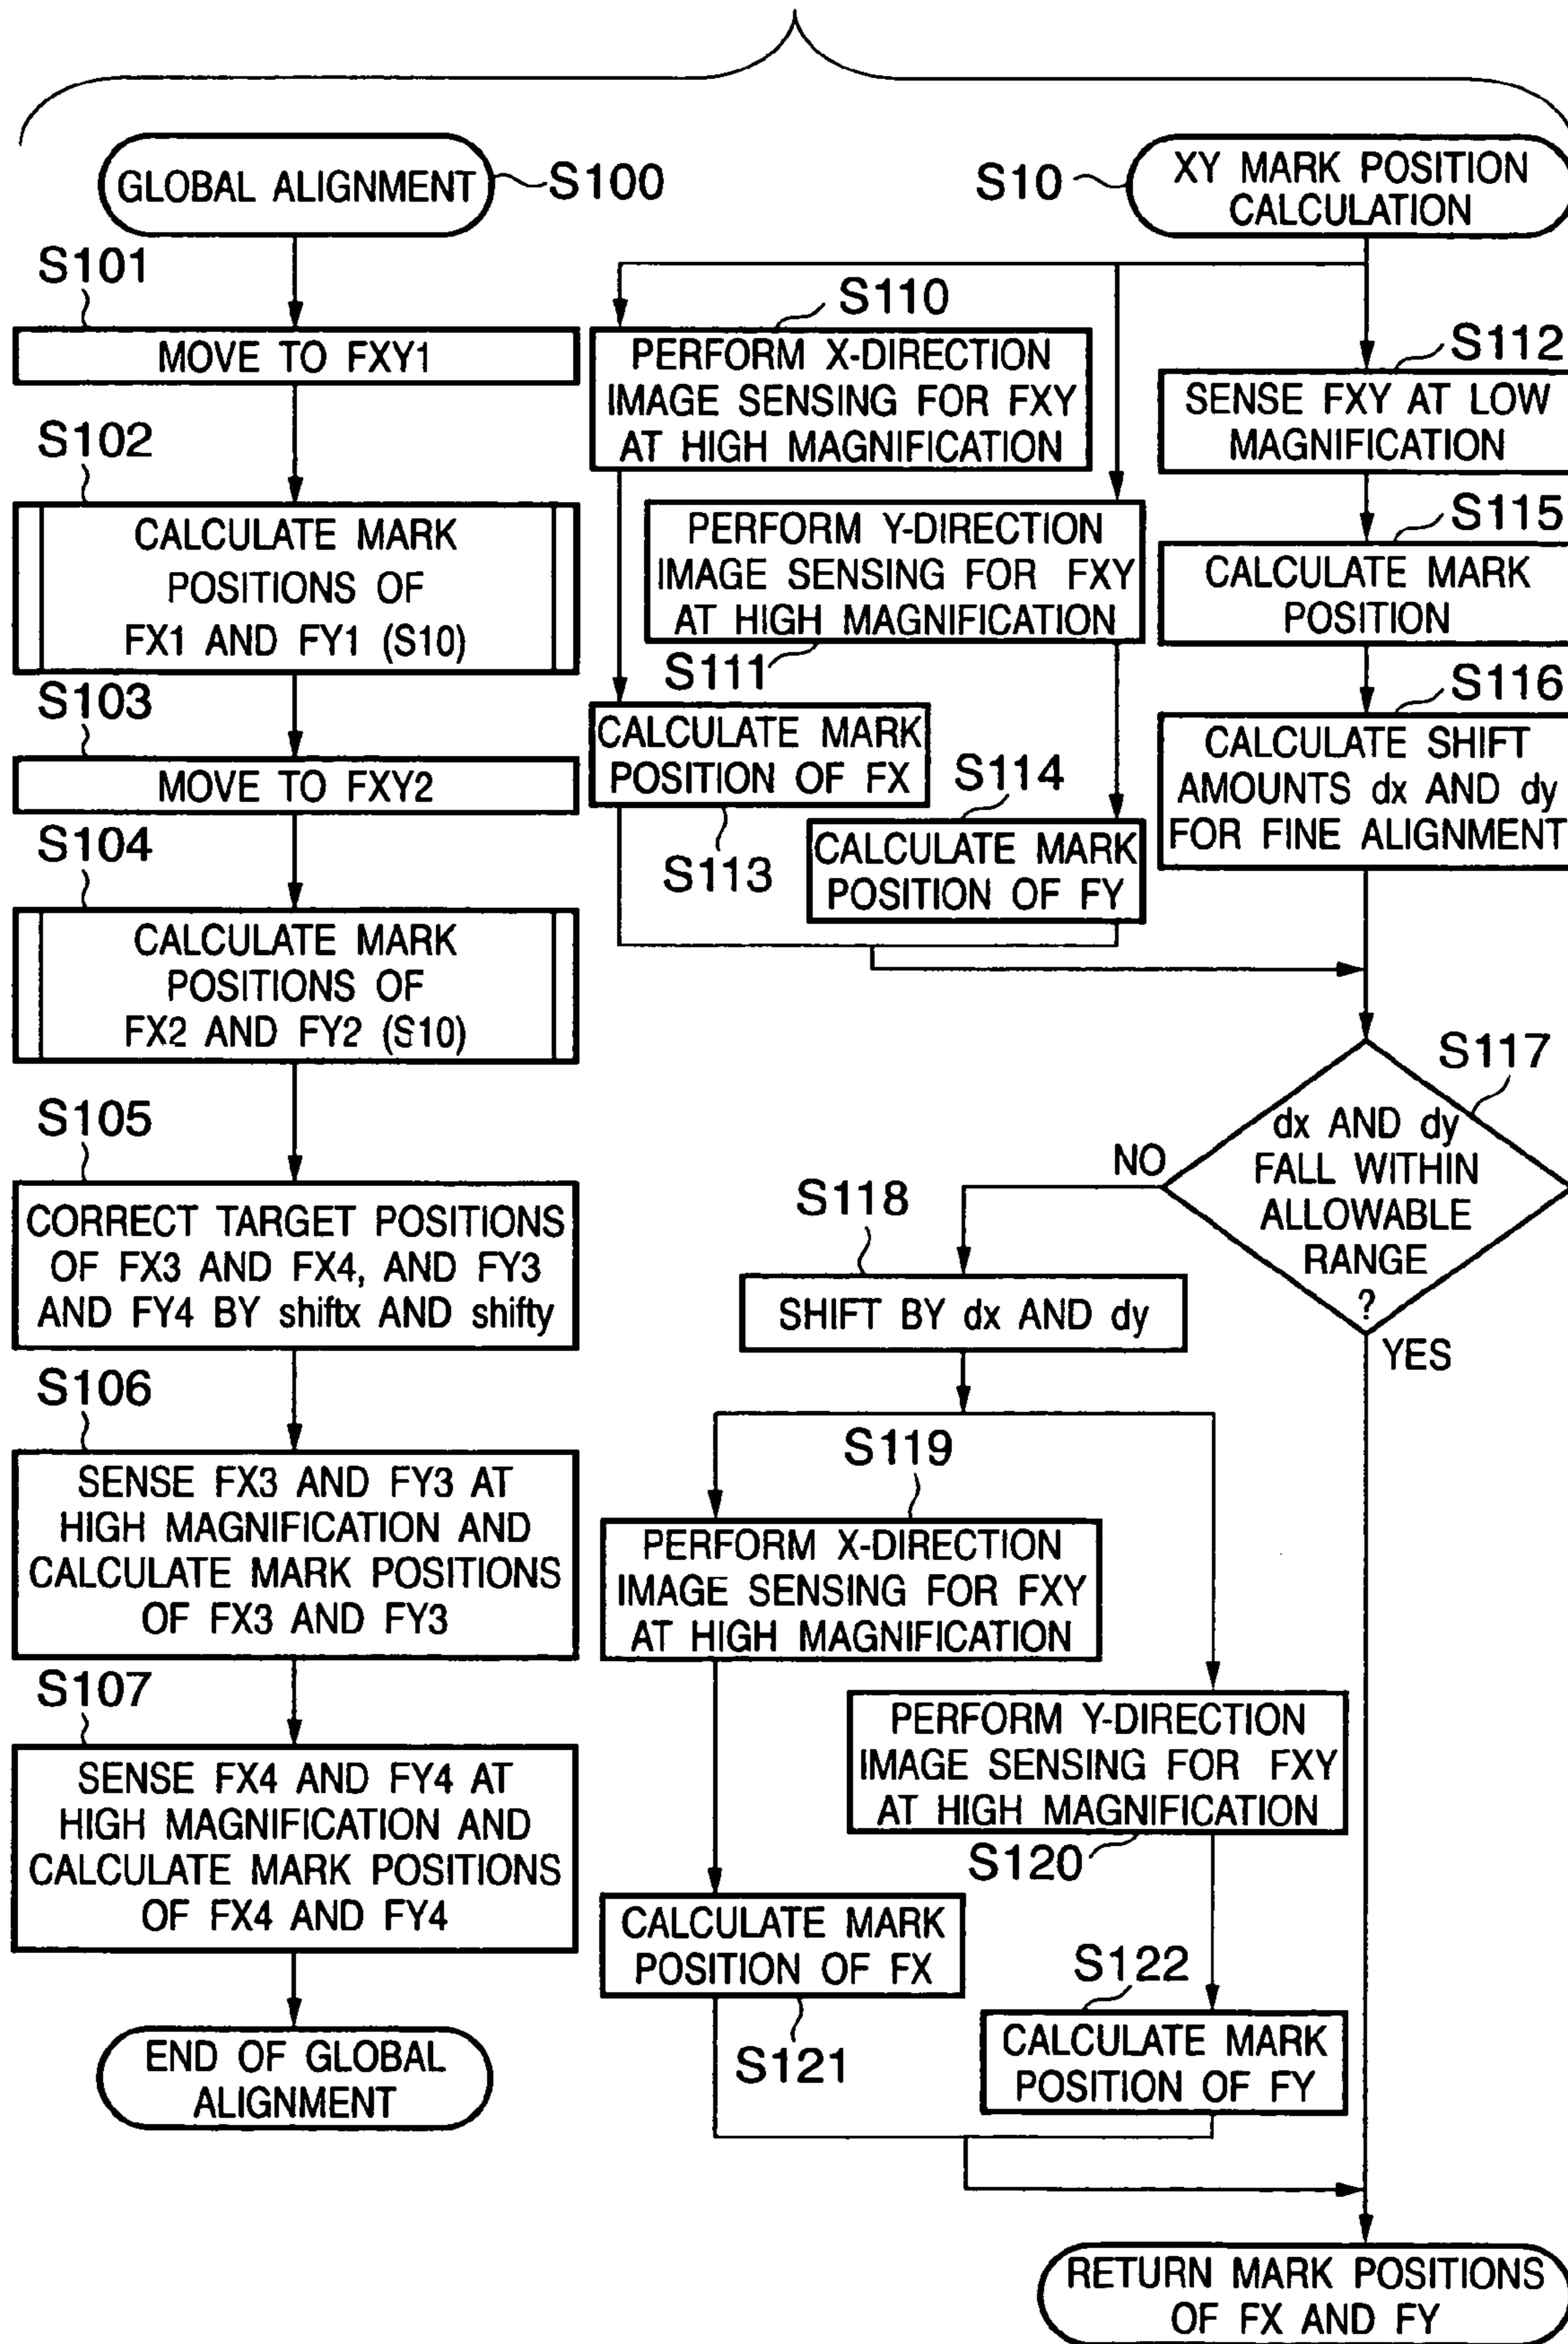 GLOBAL ALIGNMENT
S100
S101
MOVE TO FXY1
S102
CALCULATE MARK
POSITIONS OF
FX1 AND FY1 (S10)
S103
MOVE TO FXY2
S104
CALCULATE MARK
POSITIONS OF
FX2 AND FY2 (S10)
S105
CORRECT TARGET POSITIONS
OF FX3 AND FX4, AND FY3
AND FY4 BY shiftx AND shifty
S106
SENSE FX3 AND FY3 AT
HIGH MAGNIFICATION AND
CALCULATE MARK POSITIONS
OF FX3 AND FY3
S107
SENSE FX4 AND FY4 AT
HIGH MAGNIFICATION AND
CALCULATE MARK POSITIONS
OF FX4 AND FY4
END OF GLOBAL
ALIGNMENT
S10
XY MARK POSITION
CALCULATION
S110
PERFORM X-DIRECTION
IMAGE SENSING FOR FXY
AT HIGH MAGNIFICATION
PERFORM Y-DIRECTION
IMAGE SENSING FOR FXY
AT HIGH MAGNIFICATION
S111
S112
SENSE FXY AT LOW
MAGNIFICATION
CALCULATE MARK
POSITION OF FX
S113
S114
CALCULATE MARK
POSITION OF FY
S115
CALCULATE MARK
POSITION
S116
CALCULATE SHIFT
AMOUNTS dx AND dy
FOR FINE ALIGNMENT
S117
dx AND dy
FALL WITHIN
ALLOWABLE
RANGE
?
NO
YES
S118
SHIFT BY dx AND dy
S119
PERFORM X-DIRECTION
IMAGE SENSING FOR FXY
AT HIGH MAGNIFICATION
PERFORM Y-DIRECTION
IMAGE SENSING FOR FXY
AT HIGH MAGNIFICATION
S120
CALCULATE MARK
POSITION OF FX
S121
S122
CALCULATE MARK
POSITION OF FY
RETURN MARK POSITIONS
OF FX AND FY